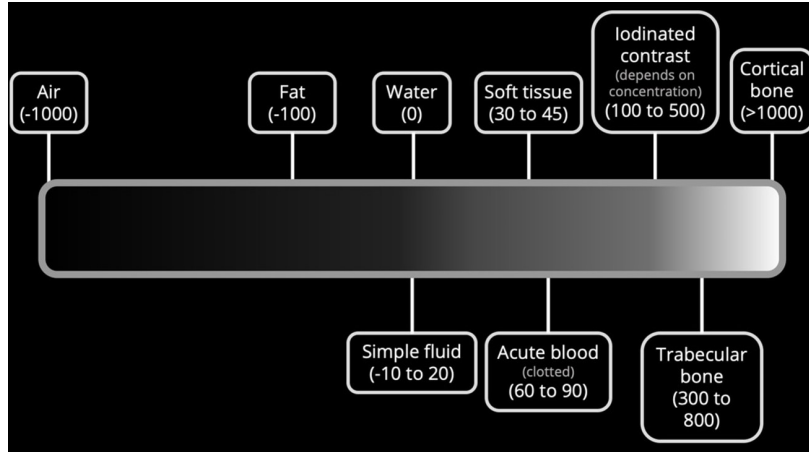 Air
(-1000)
Fat
(-100)
Water
(0)
Soft tissue
(30 to 45)
Iodinated
contrast
(depends on
concentration)
(100 to 500)
Cortical
bone
(>1000)
Simple fluid
(-10 to 20)
Acute blood
(clotted)
(60 to 90)
Trabecular
bone
(300 to
800)